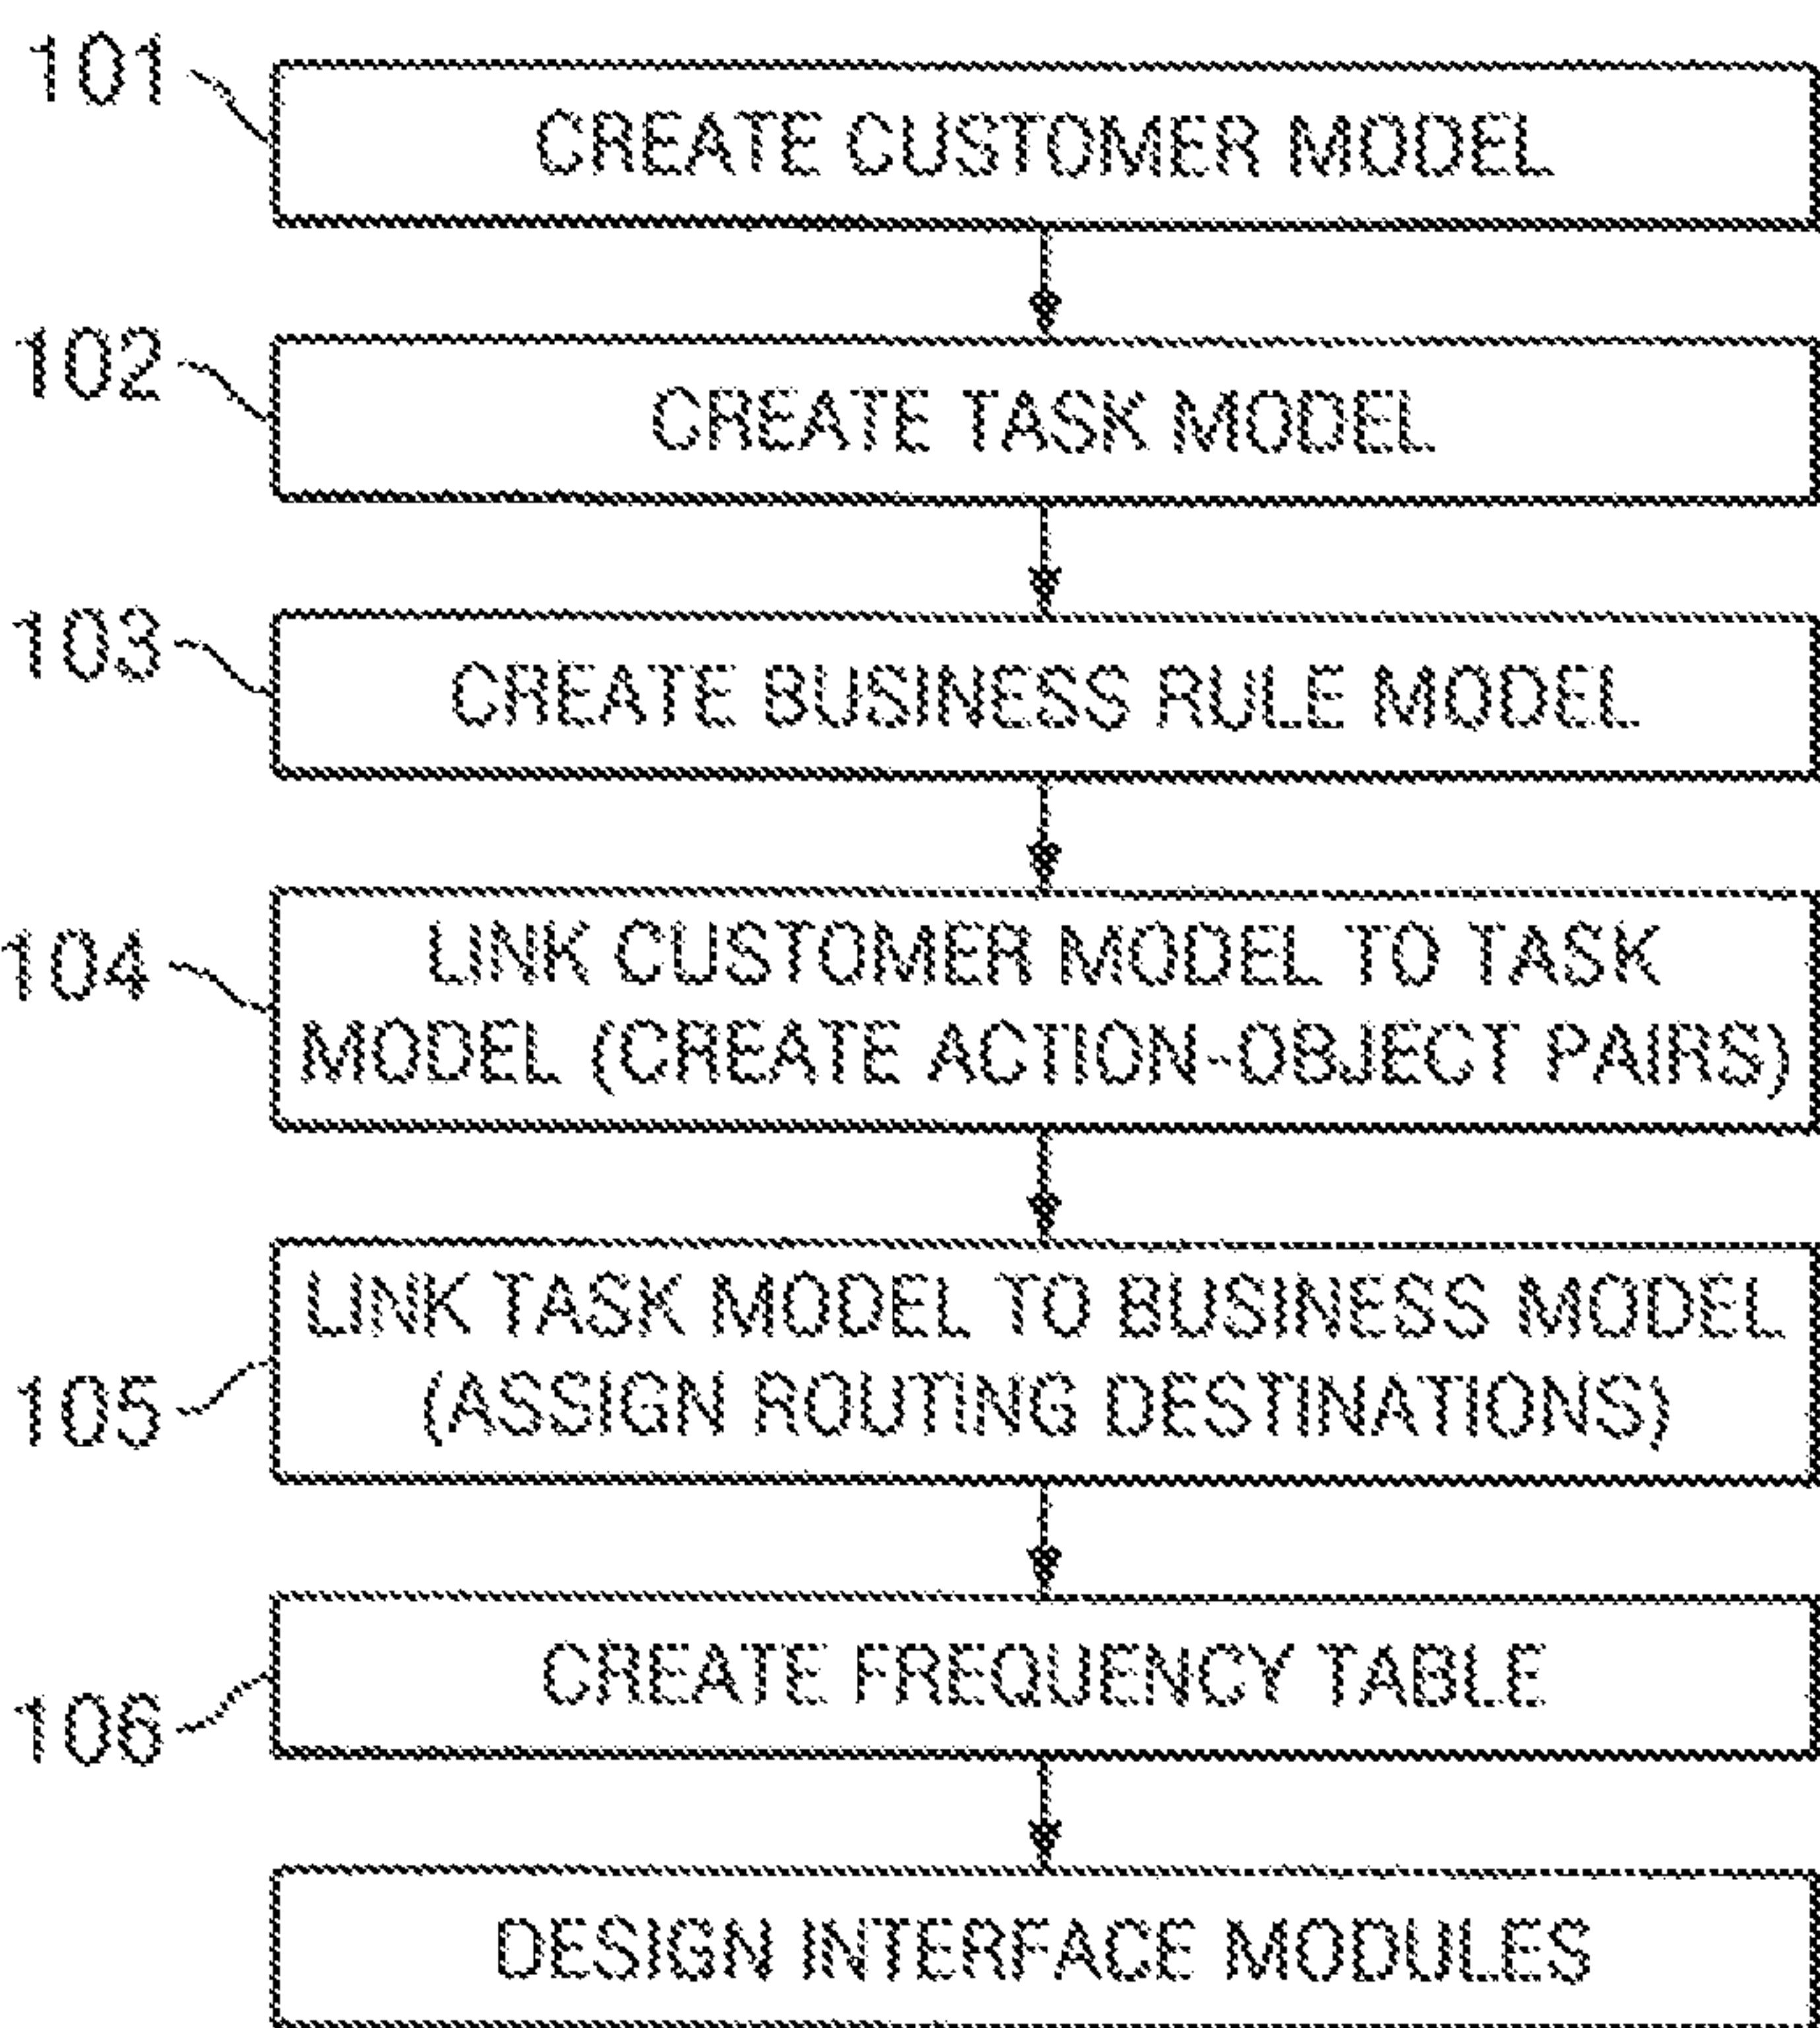 101
CREATE CUSTOMER MODEL
102
CREATE TASK MODEL
103
CREATE BUSINESS RULE MODEL
104
LINK CUSTOMER MODEL TO TASK
MODEL (CREATE ACTION-OBJECT PAIRS)
105
LINK TASK MODEL TO BUSINESS MODEL
(ASSIGN ROUTING DESTINATIONS)
106
CREATE FREQUENCY TABLE
DESIGN INTERFACE MODULES